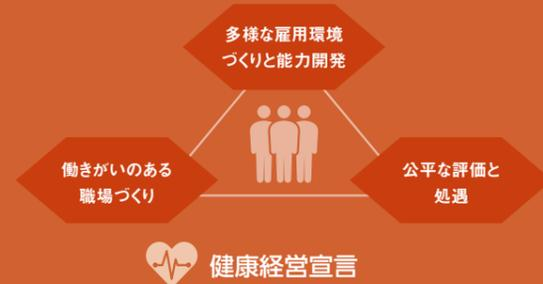 多様な雇用環境
づくりと能力開発
働きがいのある
職場づくり
公平な評価と
処遇
健康経営宣言